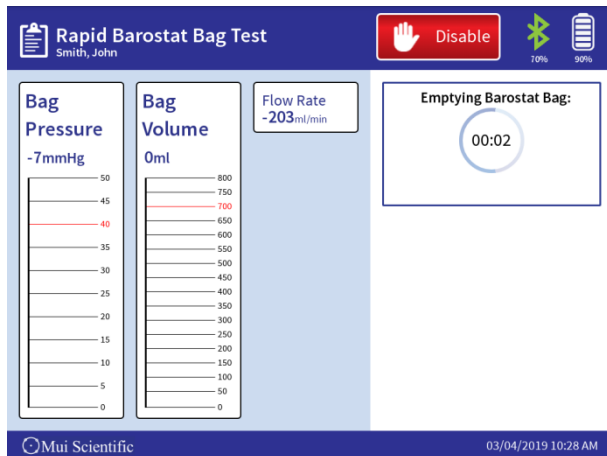 Rapid Barostat Bag Test
Smith, John
Disable
70%
90%
Bag
Pressure
-7mmHg
50
45
40
35
30
25
20
15
10
5
0
Bag
Volume
0ml
800
750
700
650
600
550
500
450
400
350
300
250
200
150
100
50
0
Flow Rate
-203ml/min
Emptying Barostat Bag:
00:02
Mui Scientific
03/04/2019 10:28 AM